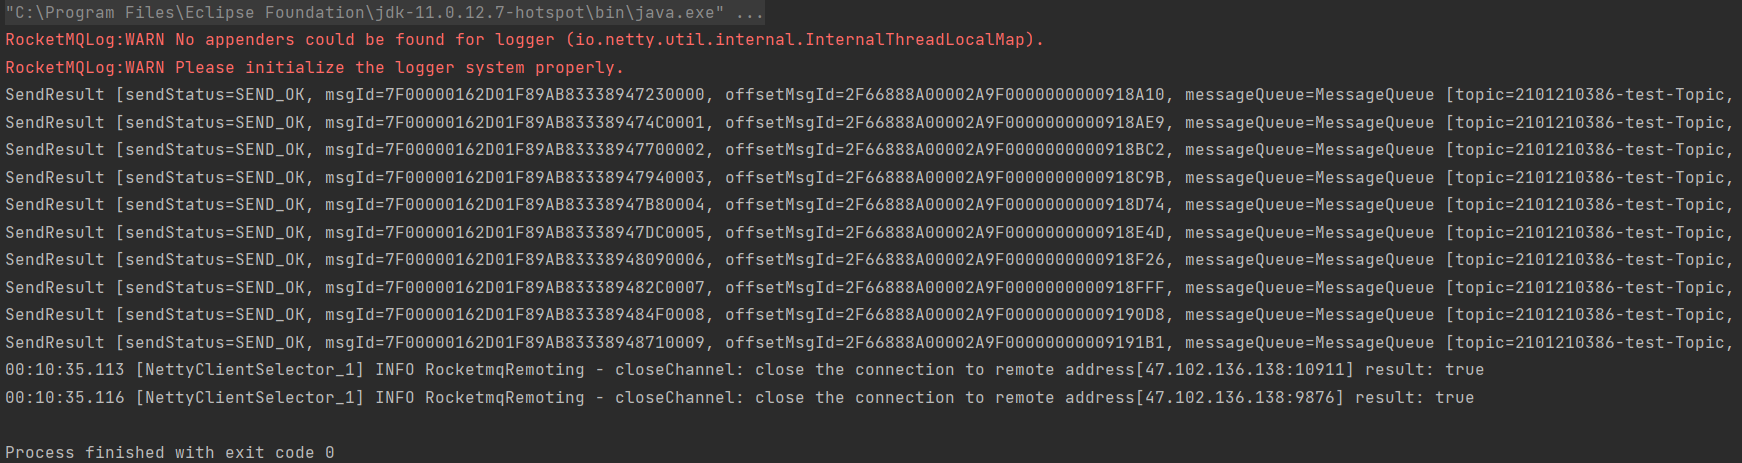 "C:\Program Files\Eclipse Foundation\jdk-11.0.12.7-hotspot\bin\java.exe" ...
RocketMQLog:WARN No appenders could be found for logger (io.netty.util.internal.InternalThreadLocalMap).
RocketMQLog:WARN Please initialize the logger system properly.
SendResult [sendStatus=SEND_OK, msgId=7F00000162D01F89AB83338947230000, offsetMsgId=2F66888A00002A9F0000000000918A10, messageQueue=MessageQueue [topic=2101210386-test-Topic,
SendResult [sendStatus=SEND_OK, msgId=7F00000162D01F89AB833389474C0001, offsetMsgId=2F66888A00002A9F0000000000918AE9, messageQueue=MessageQueue [topic=2101210386-test-Topic,
SendResult [sendStatus=SEND_OK, msgId=7F00000162D01F89AB83338947700002, offsetMsgId=2F66888A00002A9F0000000000918BC2, messageQueue=MessageQueue [topic=2101210386-test-Topic,
SendResult [sendStatus=SEND_OK, msgId=7F00000162D01F89AB83338947940003, offsetMsgId=2F66888A00002A9F0000000000918C9B, messageQueue=MessageQueue [topic=2101210386-test-Topic,
SendResult [sendStatus=SEND_OK, msgId=7F00000162D01F89AB83338947B80004, offsetMsgId=2F66888A00002A9F0000000000918D74, messageQueue=MessageQueue [topic=2101210386-test-Topic,
SendResult [sendStatus=SEND_OK, msgId=7F00000162D01F89AB83338947DC0005, offsetMsgId=2F66888A00002A9F0000000000918E4D, messageQueue=MessageQueue [topic=2101210386-test-Topic,
SendResult [sendStatus=SEND_OK, msgId=7F00000162D01F89AB83338948090006, offsetMsgId=2F66888A00002A9F0000000000918F26, messageQueue=MessageQueue [topic=2101210386-test-Topic,
SendResult [sendStatus=SEND_OK, msgId=7F00000162D01F89AB833389482C0007, offsetMsgId=2F66888A00002A9F0000000000918FFF, messageQueue=MessageQueue [topic=2101210386-test-Topic,
SendResult [sendStatus=SEND_OK, msgId=7F00000162D01F89AB833389484F0008, offsetMsgId=2F66888A00002A9F00000000009190D8, messageQueue=MessageQueue [topic=2101210386-test-Topic,
SendResult [sendStatus=SEND_OK, msgId=7F00000162D01F89AB83338948710009, offsetMsgId=2F66888A00002A9F00000000009191B1, messageQueue=MessageQueue [topic=2101210386-test-Topic,
00:10:35.113 [NettyClientSelector_1] INFO RocketmqRemoting - closeChannel: close the connection to remote address[47.102.136.138:10911] result: true
00:10:35.116 [NettyClientSelector_1] INFO RocketmqRemoting - closeChannel: close the connection to remote address[47.102.136.138:9876] result: true
Process finished with exit code 0